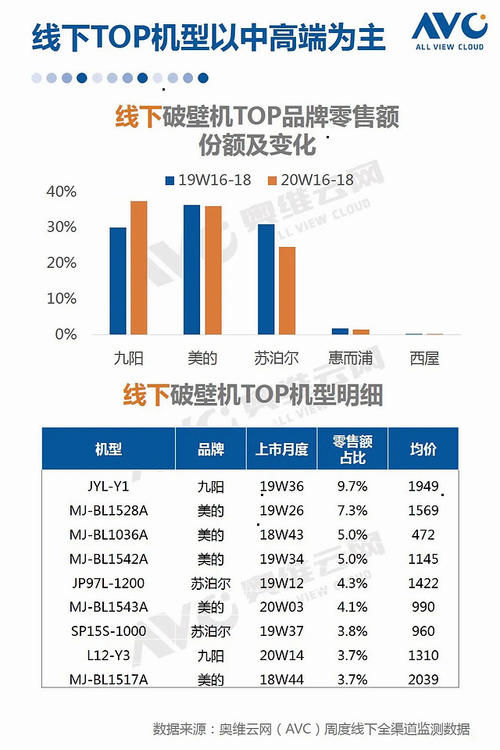 线下TOP机型以中高端为主
AVC
ALL VIEW CLOUD
线下破壁机TOP品牌零售额
份额及变化
19W16-18 20W16-18
40%
30%
20%
10%
0%
九阳 美的 苏泊尔 惠而浦 西屋
AVC 奥维云网
ALL VIEW CLOUD
线下破壁机TOP机型明细
机型 品牌 上市月度 零售额占比 均价
JYL-Y1 九阳 19W36 9.7% 1949
MJ-BL1528A 美的 19W26 7.3% 1569
MJ-BL1036A 美的 18W43 5.0% 472
MJ-BL1542A 美的 19W34 5.0% 1145
JP97L-1200 苏泊尔 19W12 4.3% 1422
MJ-BL1543A 美的 20W03 4.1% 990
SP15S-1000 苏泊尔 19W37 3.8% 960
L12-Y3 九阳 20W14 3.7% 1310
MJ-BL1517A 美的 18W44 3.7% 2039
数据来源：奥维云网（AVC）周度线下全渠道监测数据